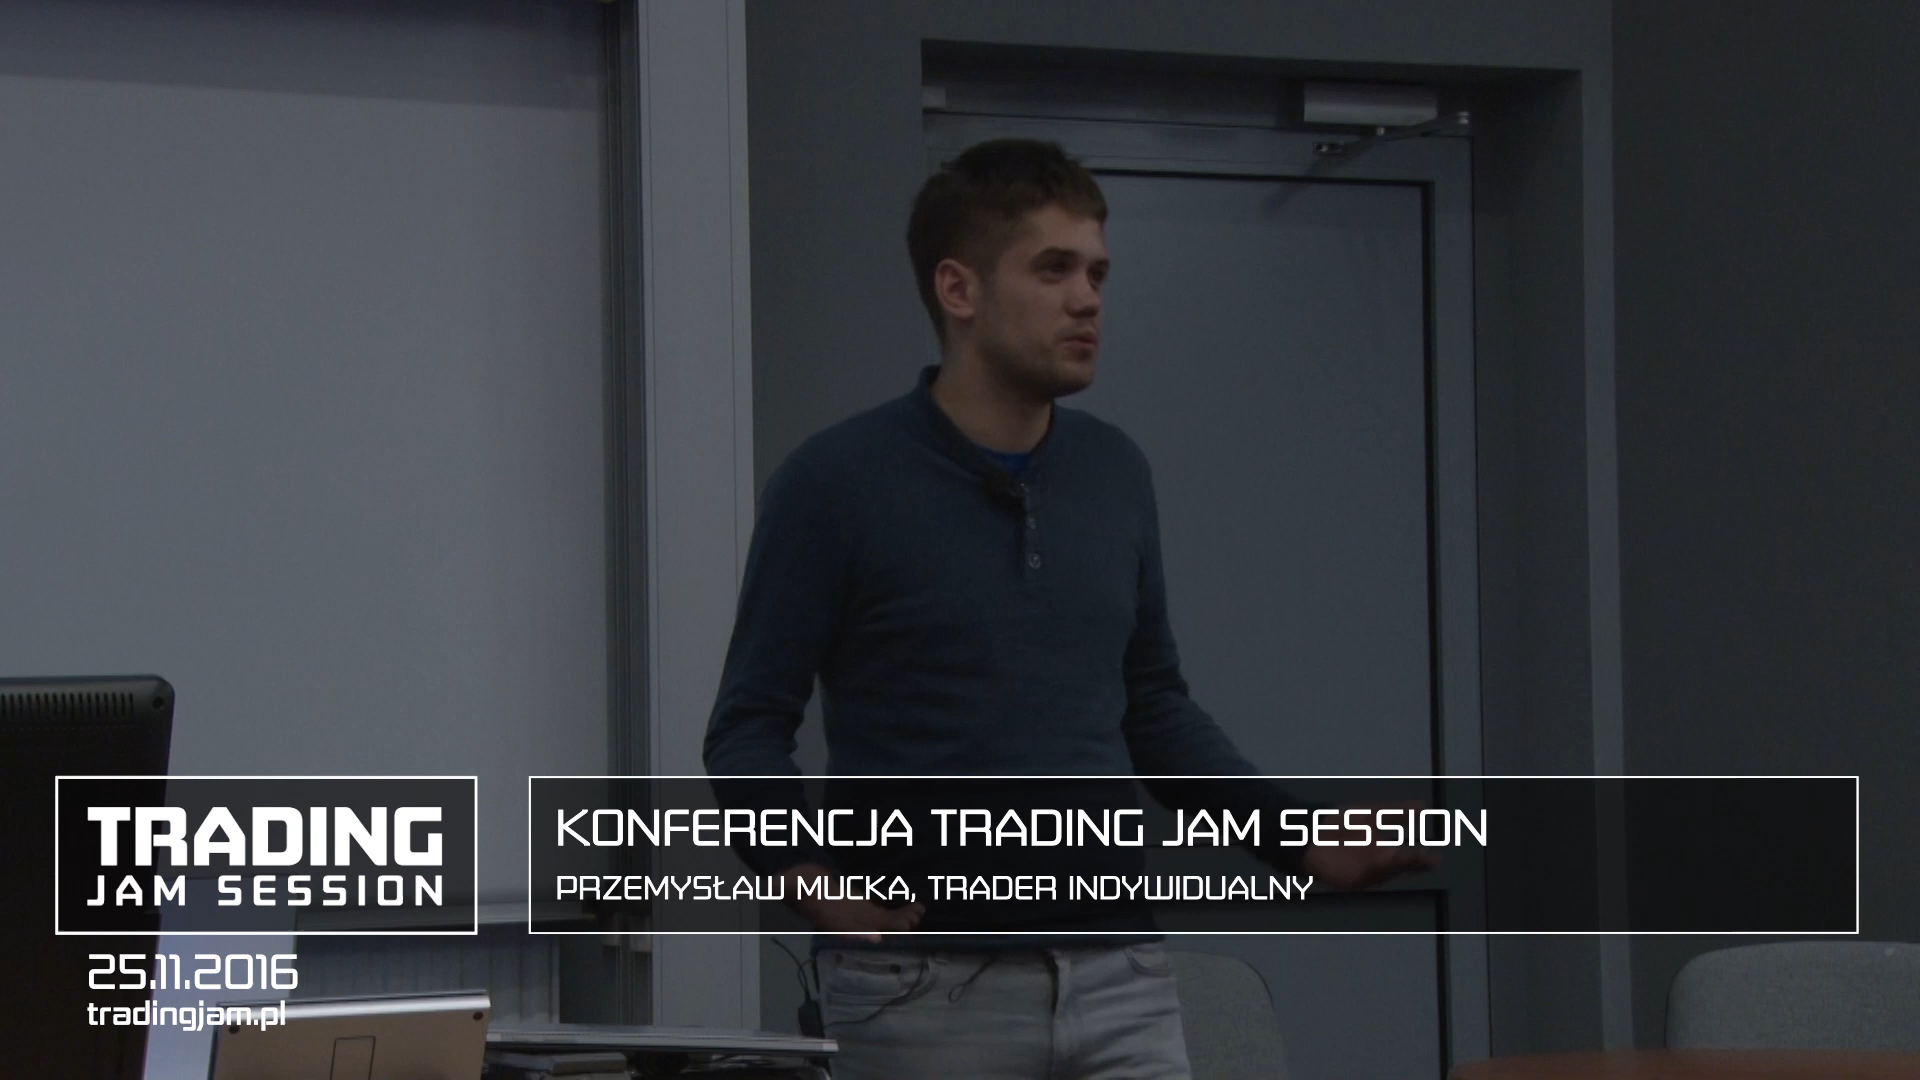 TRADING
JAM SESSION
KONFERENCJA TRADING JAM SESSION
PRZEMYSŁAW MUCKA, TRADER INDYWIDUALNY
25.11.2016
tradingjam.pl